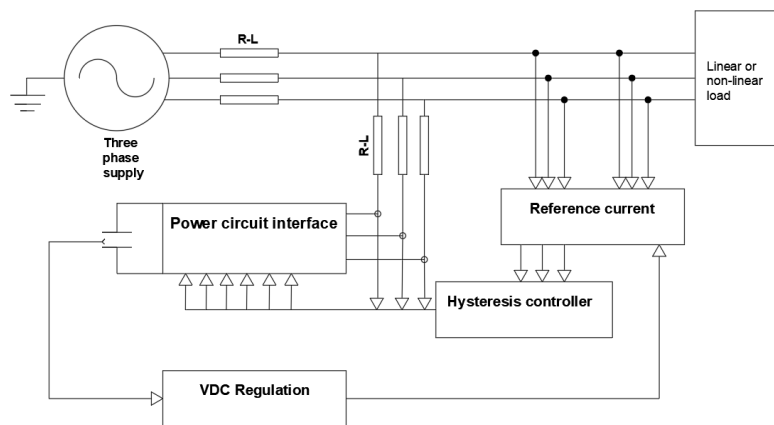 R-L
Three
phase
supply
Linear or
non-linear
load
R-L
Reference current
Power circuit interface
Hysteresis controller
VDC Regulation